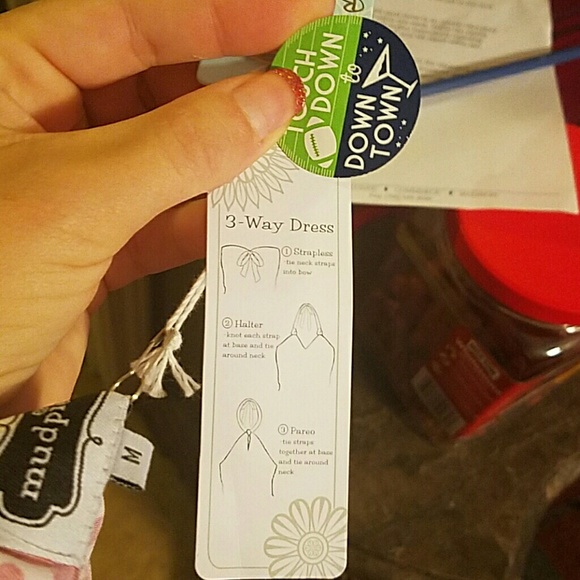 TOUCH
DOWN
to
DOWN
TOWN
3-Way Dress
① Strapless
-tie neck straps
into bow
② Halter
-knot each strap
at base and tie
around neck
③ Pareo
-tie straps
together at base
and tie around
neck
M